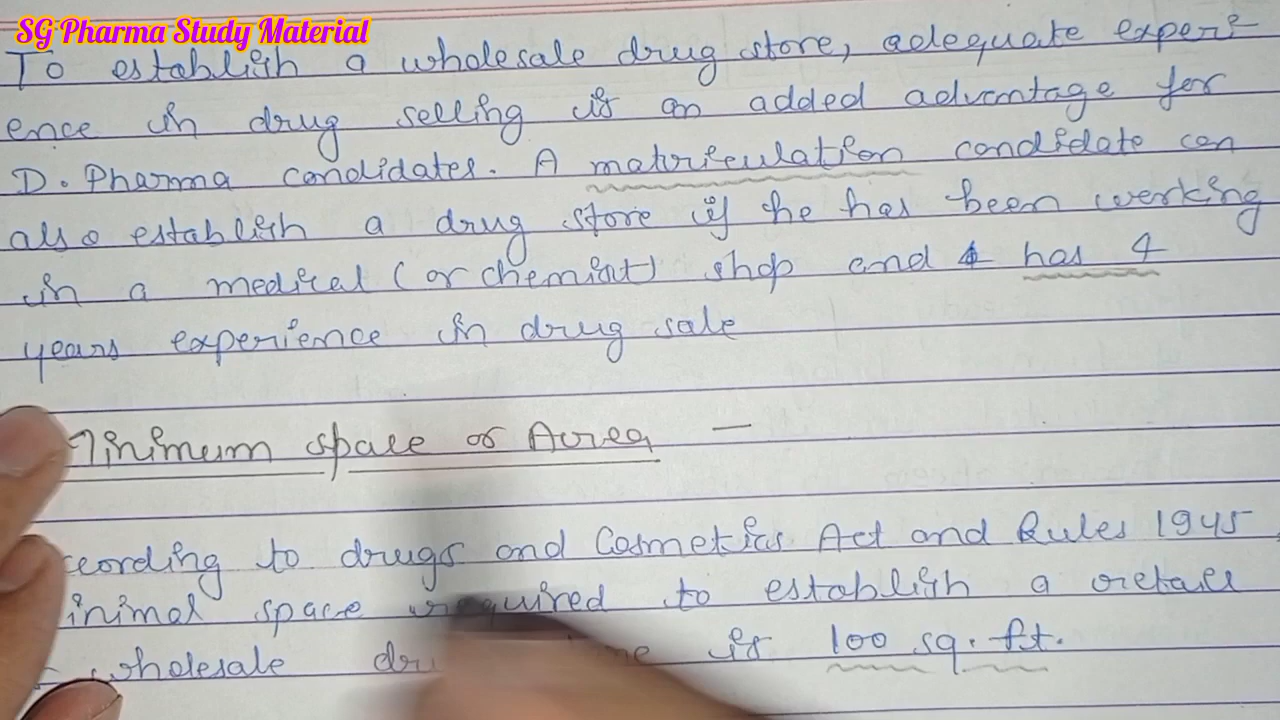 SG Pharma Study Material
To establish a wholesale drug store, adequate experi-
ence in drug selling is an added advantage for
D. Pharma candidates. A matriculation candidate can
also establish a drug store if he has been working
in a medical (or chemist) shop and has 4
years experience in drug sale
Minimum space or Area —
ccording to drugs and Cosmetics Act and Rules 1945,
inimal space required to establish a retail
wholesale is 100 sq. ft.